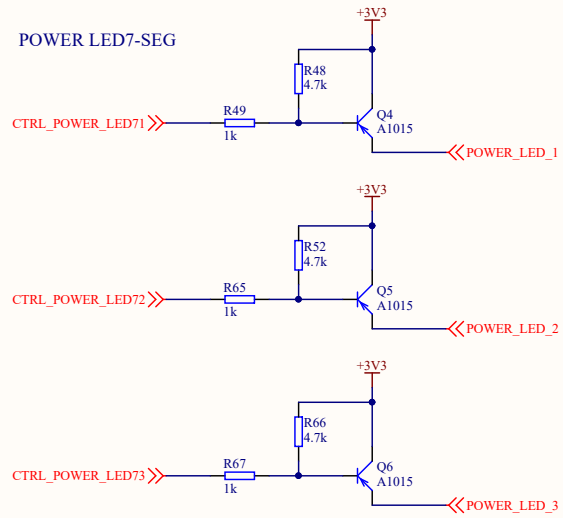 POWER LED7-SEG
+3V3
R48
4.7k
R49
1k
CTRL_POWER_LED71
Q4
A1015
POWER_LED_1
+3V3
R52
4.7k
R65
1k
CTRL_POWER_LED72
Q5
A1015
POWER_LED_2
+3V3
R66
4.7k
R67
1k
CTRL_POWER_LED73
Q6
A1015
POWER_LED_3